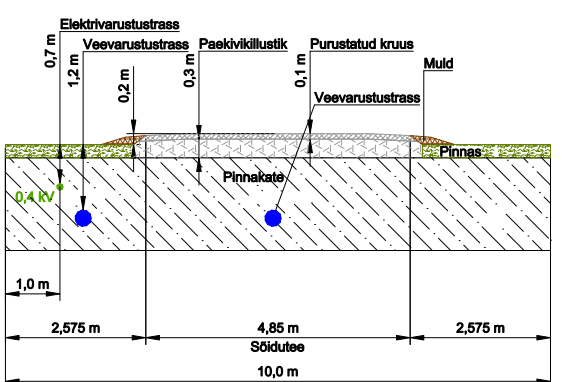 Elektrivarustustrass
Veevarustustrass
Paekivikillustik
Purustatud kruus
Muld
Veevarustustrass
0,7 m
1,2 m
0,2 m
0,3 m
0,1 m
Pinnas
Pinnakate
0,4 kV
1,0 m
2,575 m
4,85 m
2,575 m
Sõidutee
10,0 m